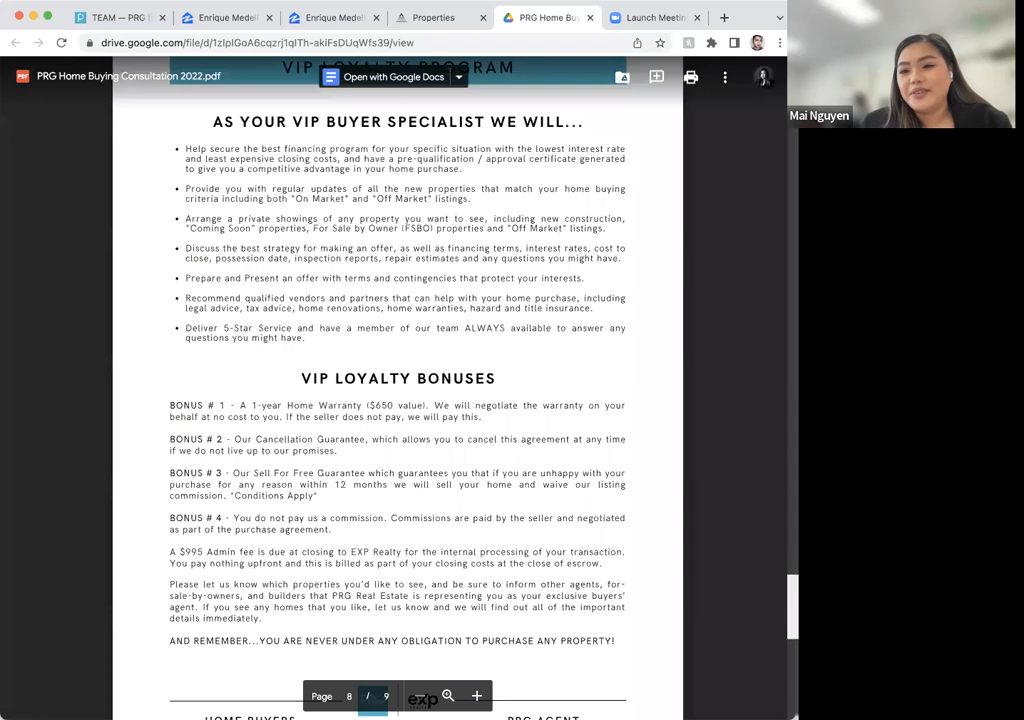 TEAM — PRG E
Enrique Medell
Enrique Medell
Properties
PRG Home Buy
Launch Meetin
drive.google.com/file/d/1zIpIGoA6cqzrj1qITh-akiFsDUqWfs39/view
PDF
PRG Home Buying Consultation 2022.pdf
Open with Google Docs
VIP LOYALTY PROGRAM
Mai Nguyen
AS YOUR VIP BUYER SPECIALIST WE WILL...
• Help secure the best financing program for your specific situation with the lowest interest rate
and least expensive closing costs, and have a pre-qualification / approval certificate generated
to give you a competitive advantage in your home purchase.
• Provide you with regular updates of all the new properties that match your home buying
criteria including both "On Market" and "Off Market" listings.
• Arrange a private showings of any property you want to see, including new construction,
"Coming Soon" properties, For Sale by Owner (FSBO) properties and "Off Market" listings.
• Discuss the best strategy for making an offer, as well as financing terms, interest rates, cost to
close, possession date, inspection reports, repair estimates and any questions you might have.
• Prepare and Present an offer with terms and contingencies that protect your interests.
• Recommend qualified vendors and partners that can help with your home purchase, including
legal advice, tax advice, home renovations, home warranties, hazard and title insurance.
• Deliver 5-Star Service and have a member of our team ALWAYS available to answer any
questions you might have.
VIP LOYALTY BONUSES
BONUS # 1 - A 1-year Home Warranty ($650 value). We will negotiate the warranty on your
behalf at no cost to you. If the seller does not pay, we will pay this.
BONUS # 2 - Our Cancellation Guarantee, which allows you to cancel this agreement at any time
if we do not live up to our promises.
BONUS # 3 - Our Sell For Free Guarantee which guarantees you that if you are unhappy with your
purchase for any reason within 12 months we will sell your home and waive our listing
commission. *Conditions Apply*
BONUS # 4 - You do not pay us a commission. Commissions are paid by the seller and negotiated
as part of the purchase agreement.
A $995 Admin fee is due at closing to EXP Realty for the internal processing of your transaction.
You pay nothing upfront and this is billed as part of your closing costs at the close of escrow.
Please let us know which properties you'd like to see, and be sure to inform other agents, for-
sale-by-owners, and builders that PRG Real Estate is representing you as your exclusive buyers'
agent. If you see any homes that you like, let us know and we will find out all of the important
details immediately.
AND REMEMBER...YOU ARE NEVER UNDER ANY OBLIGATION TO PURCHASE ANY PROPERTY!
Page 8 / 9
exp
HOME BUYERS
PRG AGENT